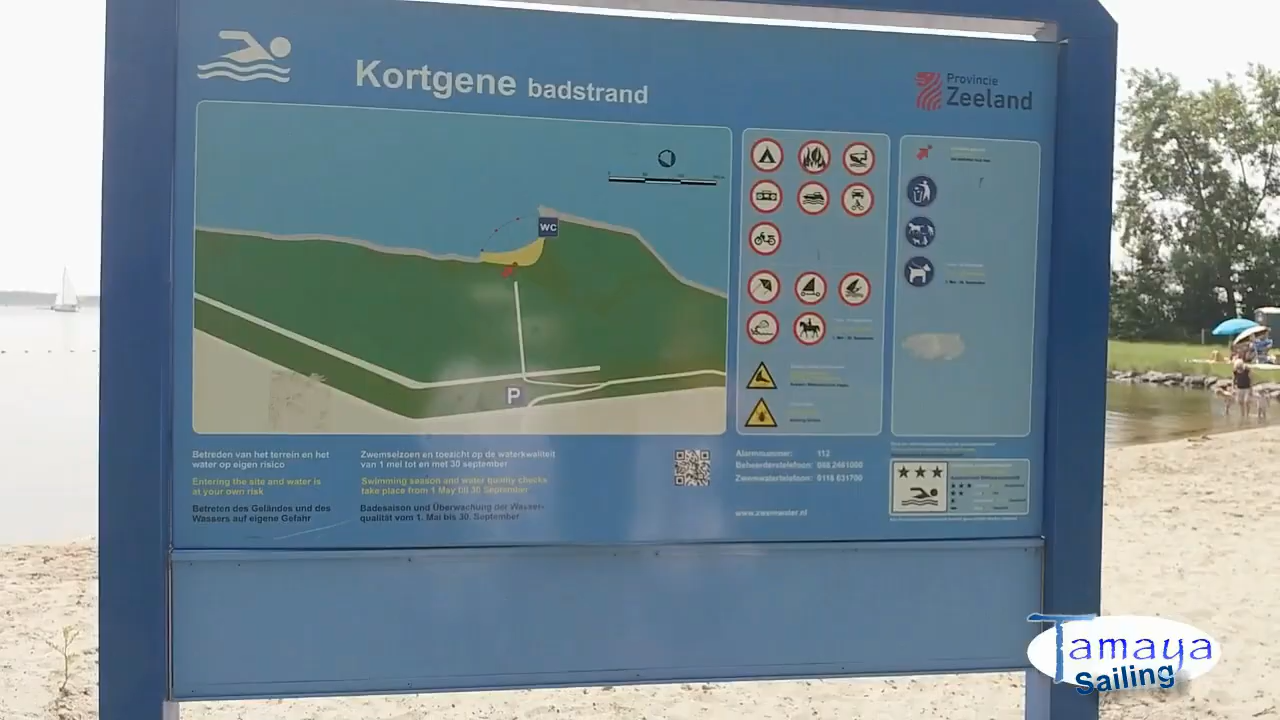 Kortgene badstrand
Provincie
Zeeland
WC
P
Betreden van het terrein en het
water op eigen risico
Entering the site and water is
at your own risk
Betreten des Geländes und des
Wassers auf eigene Gefahr
Zwemseizoen en toezicht op de waterkwaliteit
van 1 mei tot en met 30 september
Swimming season and water quality checks
take place from 1 May till 30 September
Badesaison und Überwachung der Wasser-
qualität vom 1. Mai bis 30. September
Alarmnummer: 112
Beheerderstelefoon: 088 2461000
Zwemwatertelefoon: 0118 631700
www.zwemwater.nl
Tamaya
Sailing